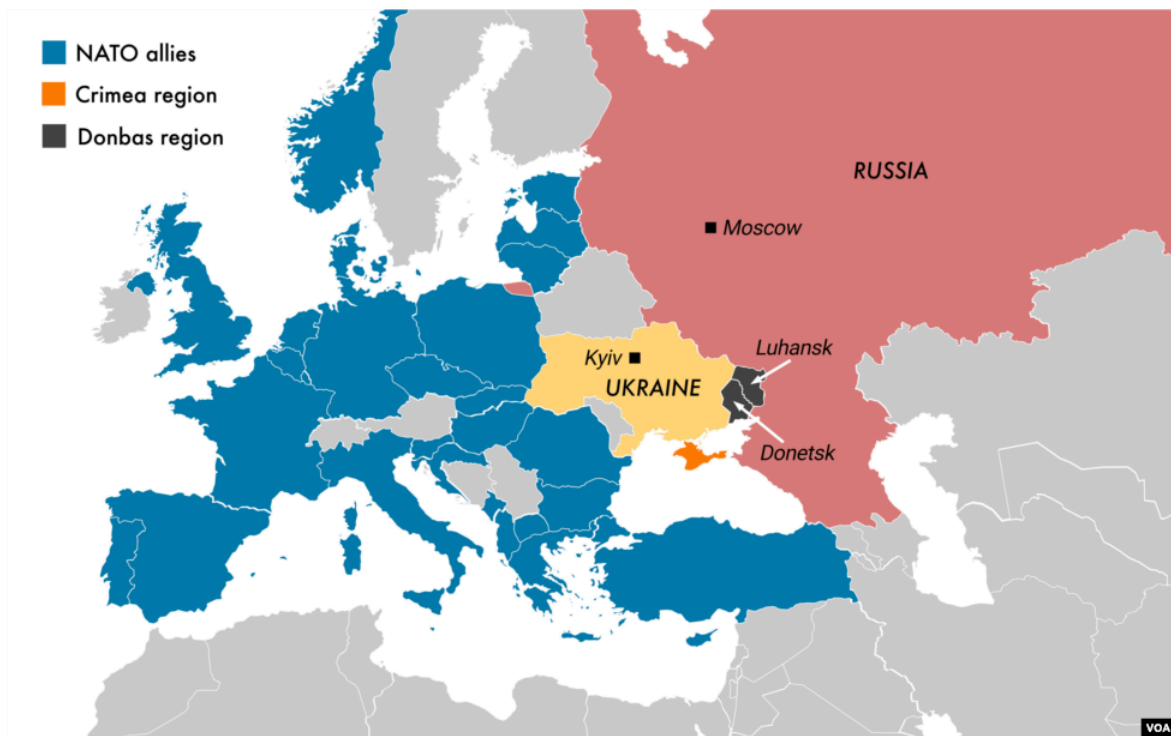 NATO allies
Crimea region
Donbas region
RUSSIA
Moscow
Luhansk
Kyiv
UKRAINE
Donetsk
VOA